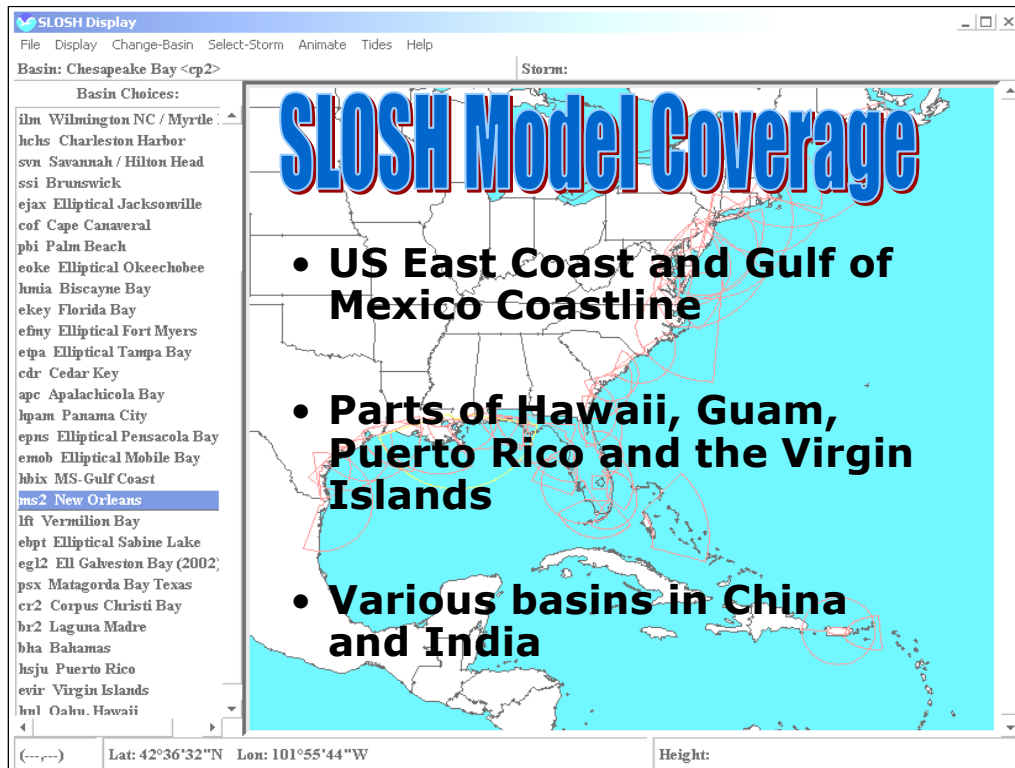 SLOSH Display
File Display Change-Basin Select-Storm Animate Tides Help
Basin: Chesapeake Bay <cp2>
Storm:
Basin Choices:
ilm Wilmington NC / Myrtle
hchs Charleston Harbor
svn Savannah / Hilton Head
ssi Brunswick
ejax Elliptical Jacksonville
cof Cape Canaveral
pbi Palm Beach
eoke Elliptical Okeechobee
hmia Biscayne Bay
ekey Florida Bay
efmy Elliptical Fort Myers
etpa Elliptical Tampa Bay
cdr Cedar Key
apc Apalachicola Bay
hpam Panama City
epns Elliptical Pensacola Bay
emob Elliptical Mobile Bay
hbix MS-Gulf Coast
ms2 New Orleans
lft Vermilion Bay
ebpt Elliptical Sabine Lake
egl2 Ell Galveston Bay (2002)
psx Matagorda Bay Texas
cr2 Corpus Christi Bay
br2 Laguna Madre
bha Bahamas
hsju Puerto Rico
evir Virgin Islands
hnl Oahu, Hawaii
SLOSH Model Coverage
• US East Coast and Gulf of
Mexico Coastline
• Parts of Hawaii, Guam,
Puerto Rico and the Virgin
Islands
• Various basins in China
and India
(---,---)
Lat: 42°36'32"N Lon: 101°55'44"W
Height: